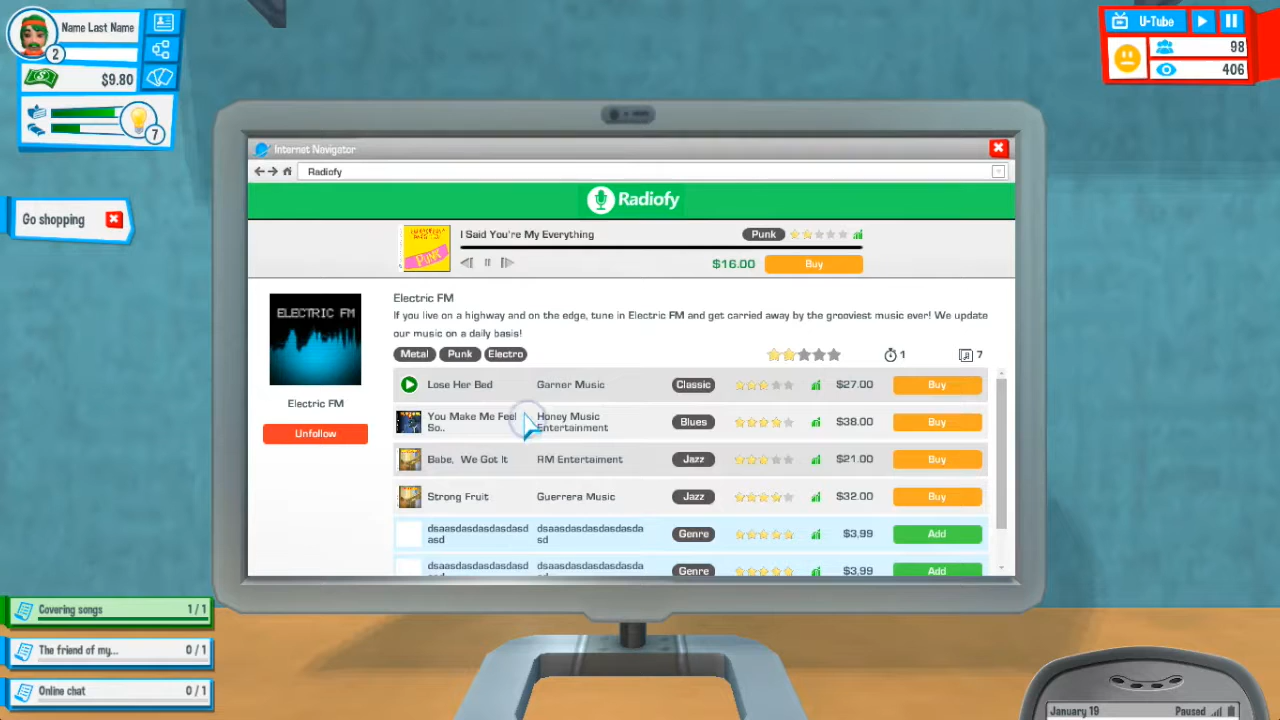 Name Last Name
2
$9.80
7
U-Tube
98
406
Go shopping
Internet Navigator
Radiofy
Radiofy
PUNK
I Said You're My Everything
Punk
$16.00
Buy
ELECTRIC FM
Electric FM
Unfollow
Electric FM
If you live on a highway and on the edge, tune in Electric FM and get carried away by the grooviest music ever! We update
our music on a daily basis!
Metal Punk Electro
1
7
Lose Her Bed Garner Music Classic $27.00 Buy
You Make Me Feel Honey Music Blues $38.00 Buy
So.. Entertainment
Babe, We Got It RM Entertaiment Jazz $21.00 Buy
Strong Fruit Guerrera Music Jazz $32.00 Buy
dsaasdasdasdasdasd dsaasdasdasdasdasda Genre $3,99 Add
asd sd
dsaasdasdasdasdasd dsaasdasdasdasdasda Genre $3,99 Add
Covering songs 1/1
The friend of my... 0/1
Online chat 0/1
January 19 Paused